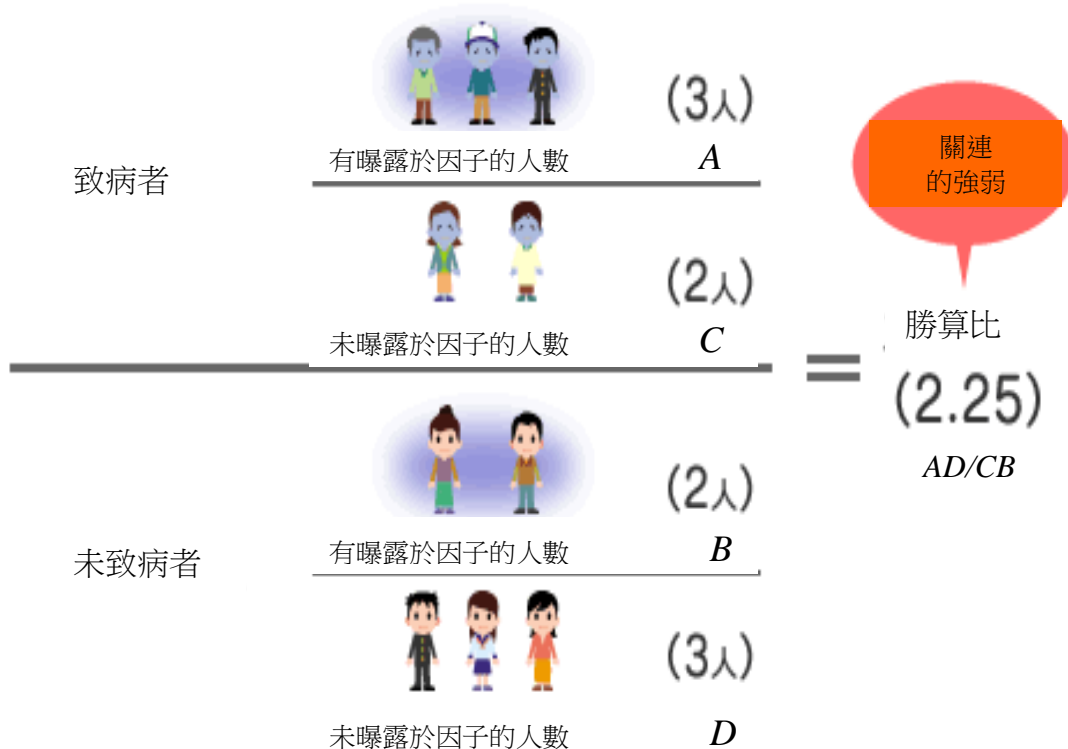 (3人)
有曝露於因子的人數 A
致病者
(2人)
未曝露於因子的人數 C
關連
的強弱
=
勝算比
(2.25)
AD/CB
(2人)
有曝露於因子的人數 B
未致病者
(3人)
未曝露於因子的人數 D